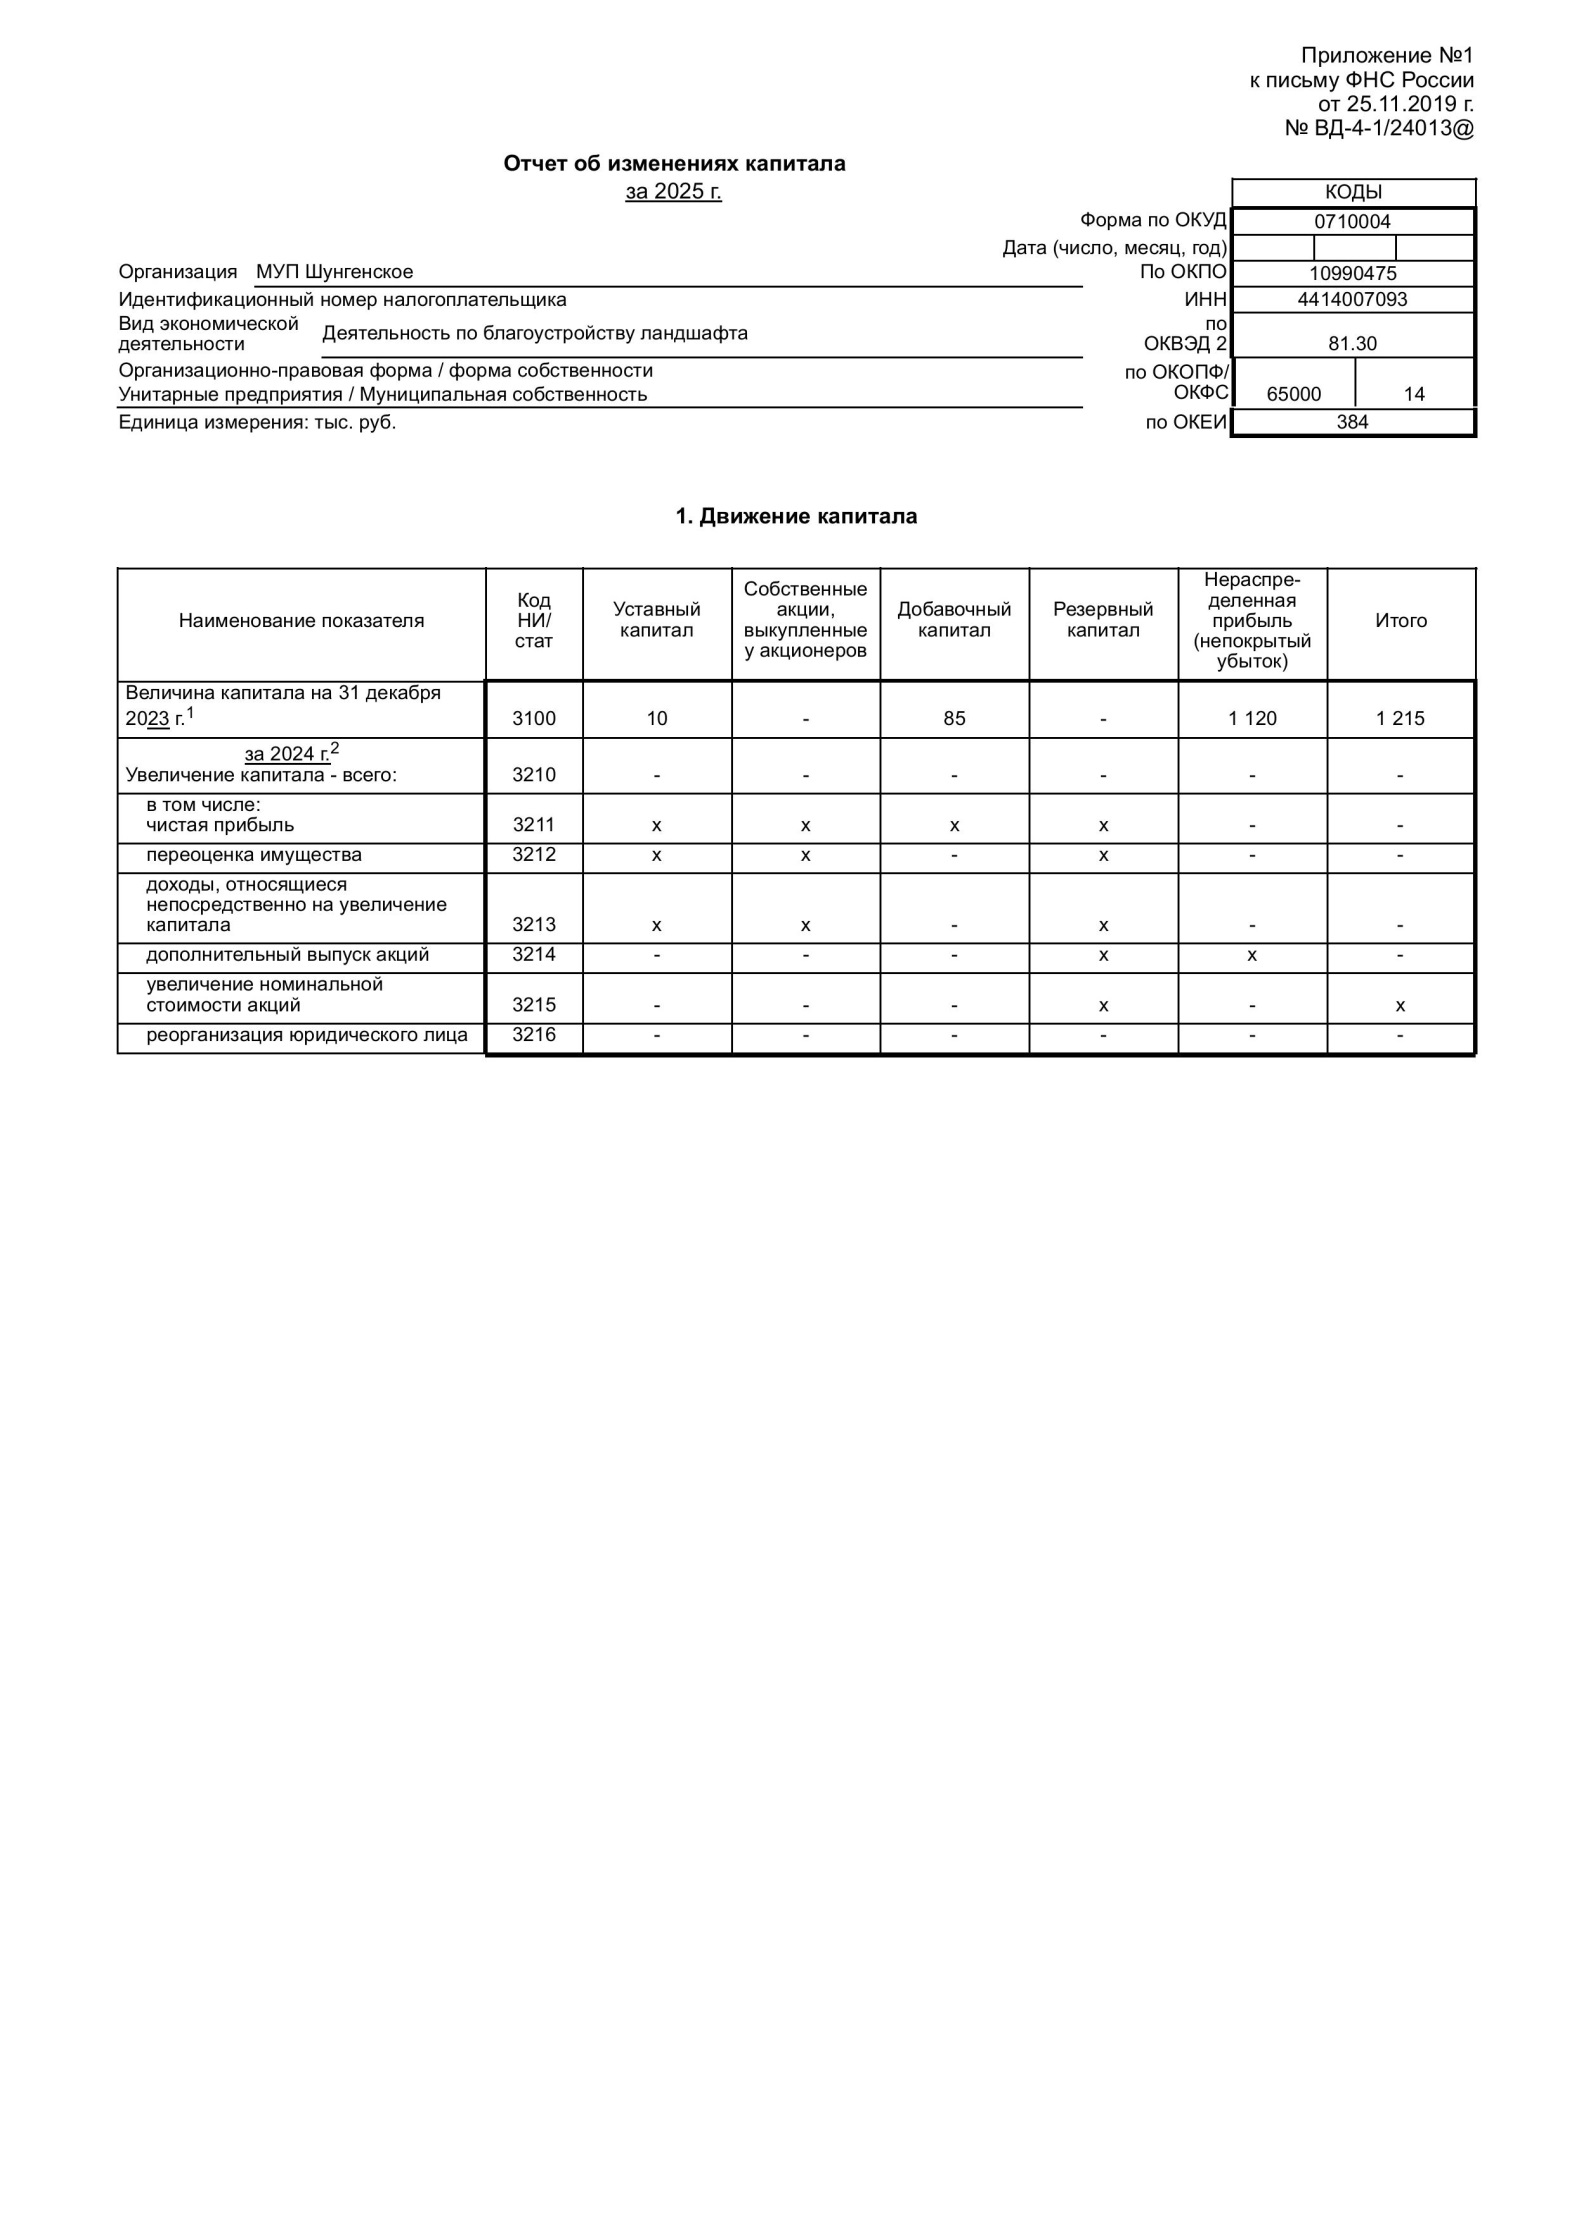 Приложение №1
к письму ФНС России
от 25.11.2019 г.
№ ВД-4-1/24013@
Отчет об изменениях капитала
за 2025 г.
КОДЫ
Форма по ОКУД 0710004
Дата (число, месяц, год)
Организация МУП Шунгенское По ОКПО 10990475
Идентификационный номер налогоплательщика ИНН 4414007093
Вид экономической
деятельности Деятельность по благоустройству ландшафта по
ОКВЭД 2 81.30
Организационно-правовая форма / форма собственности по ОКОПФ/
Унитарные предприятия / Муниципальная собственность ОКФС 65000 14
Единица измерения: тыс. руб. по ОКЕИ 384
1. Движение капитала
Наименование показателя
Код
НИ/
стат
Уставный
капитал
Собственные
акции,
выкупленные
у акционеров
Добавочный
капитал
Резервный
капитал
Нераспре-
деленная
прибыль
(непокрытый
убыток)
Итого
Величина капитала на 31 декабря
2023 г.1 3100 10 - 85 - 1 120 1 215
за 2024 г.2
Увеличение капитала - всего: 3210 - - - - - -
в том числе:
чистая прибыль 3211 х х х х - -
переоценка имущества 3212 х х - х - -
доходы, относящиеся
непосредственно на увеличение
капитала 3213 х х - х - -
дополнительный выпуск акций 3214 - - - х х -
увеличение номинальной
стоимости акций 3215 - - - х - х
реорганизация юридического лица 3216 - - - - - -